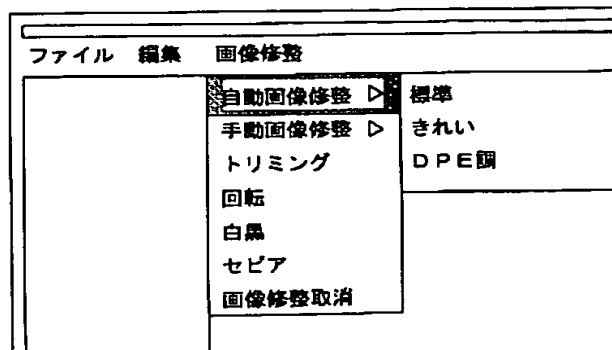 ファイル 編集 画像修整
自動画像修整 ▷
手動画像修整 ▷
トリミング
回転
白黒
セピア
画像修整取消
標準
きれい
DPE調